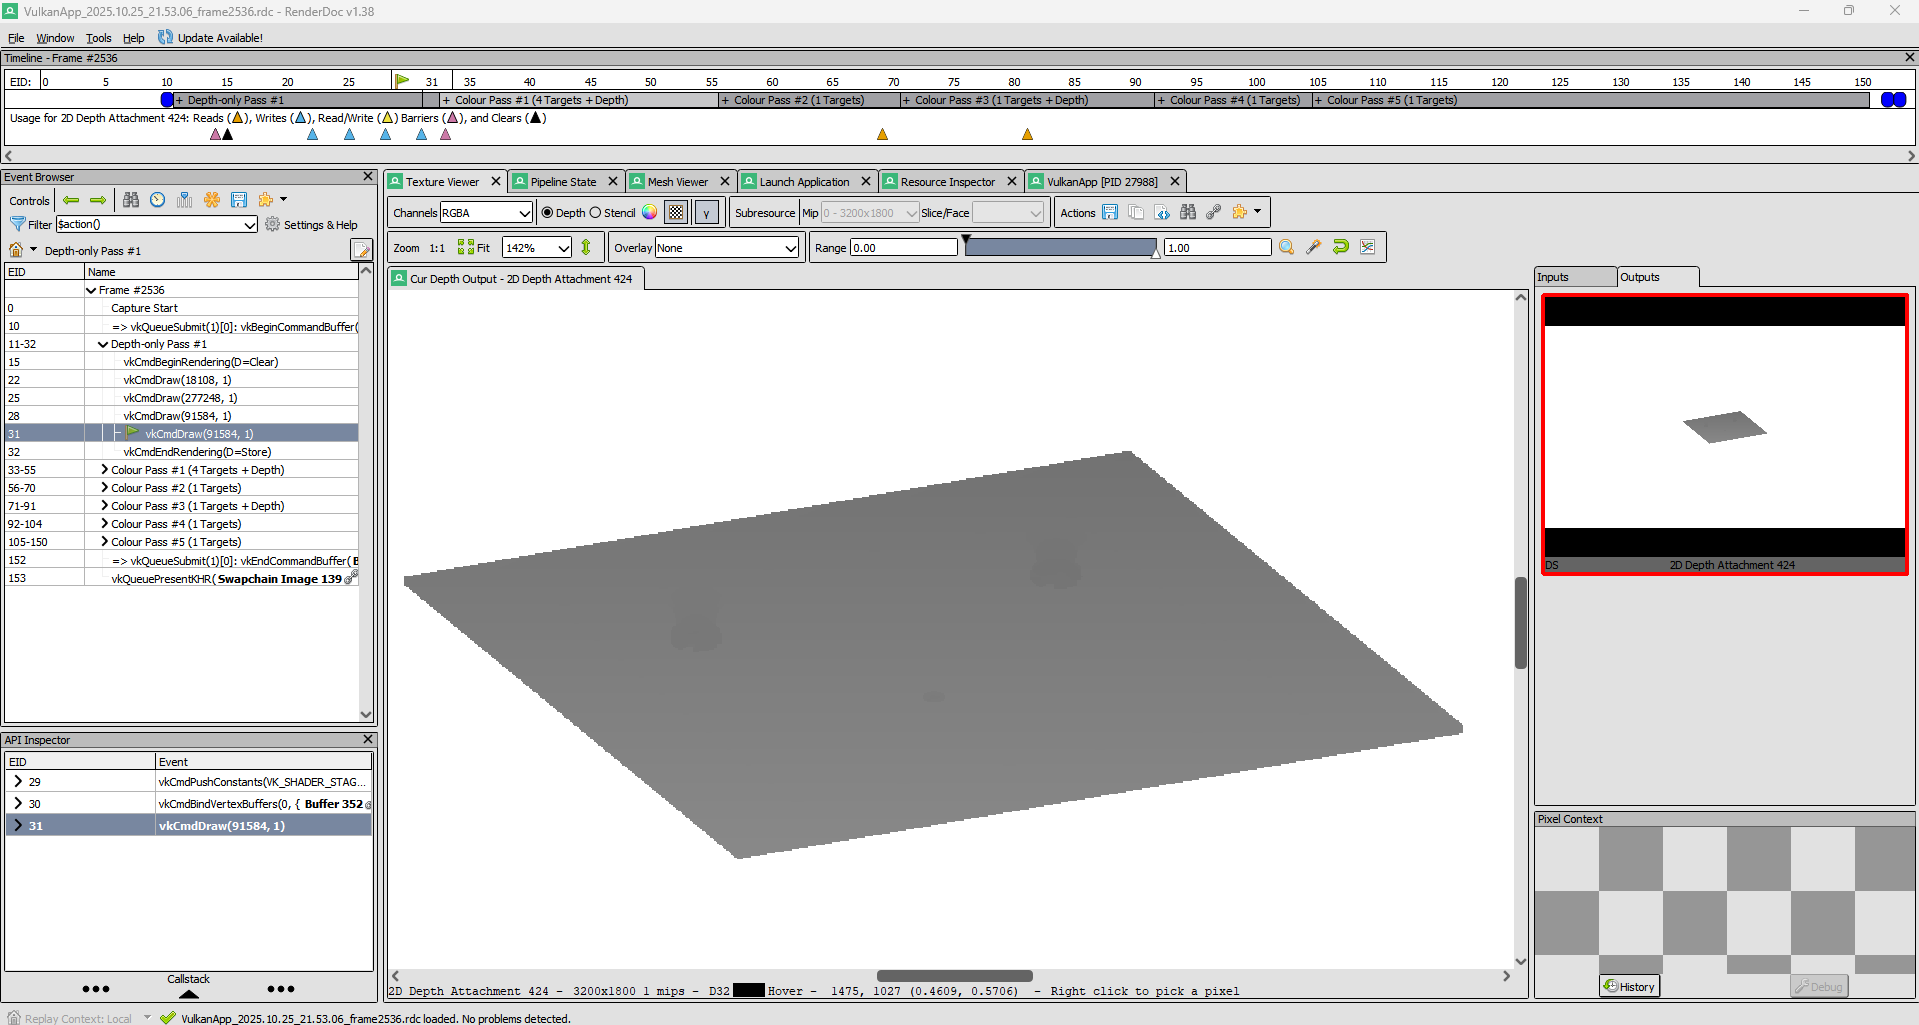 VulkanApp_2025.10.25_21.53.06_frame2536.rdc - RenderDoc v1.38
File Window Tools Help Update Available!
Timeline - Frame #2536
EID: 0 5 10 15 20 25 31 35 40 45 50 55 60 65 70 75 80 85 90 95 100 105 110 115 120 125 130 135 140 145 150
+ Depth-only Pass #1 + Colour Pass #1 (4 Targets + Depth) + Colour Pass #2 (1 Targets) + Colour Pass #3 (1 Targets + Depth) + Colour Pass #4 (1 Targets) + Colour Pass #5 (1 Targets)
Usage for 2D Depth Attachment 424: Reads ( ), Writes ( ), Read/Write ( ) Barriers ( ), and Clears ( )
Event Browser
Controls
Filter $action() Settings & Help
Depth-only Pass #1
EID Name
Frame #2536
0 Capture Start
10 => vkQueueSubmit(1)[0]: vkBeginCommandBuffer(
11-32 Depth-only Pass #1
15 vkCmdBeginRendering(D=Clear)
22 vkCmdDraw(18108, 1)
25 vkCmdDraw(277248, 1)
28 vkCmdDraw(91584, 1)
31 vkCmdDraw(91584, 1)
32 vkCmdEndRendering(D=Store)
33-55 Colour Pass #1 (4 Targets + Depth)
56-70 Colour Pass #2 (1 Targets)
71-91 Colour Pass #3 (1 Targets + Depth)
92-104 Colour Pass #4 (1 Targets)
105-150 Colour Pass #5 (1 Targets)
152 => vkQueueSubmit(1)[0]: vkEndCommandBuffer( B
153 vkQueuePresentKHR( Swapchain Image 139
API Inspector
EID Event
29 vkCmdPushConstants(VK_SHADER_STAG...
30 vkCmdBindVertexBuffers(0, { Buffer 352
31 vkCmdDraw(91584, 1)
Callstack
Texture Viewer Pipeline State Mesh Viewer Launch Application Resource Inspector VulkanApp [PID 27988]
Channels RGBA Depth Stencil γ Subresource Mip 0 - 3200x1800 Slice/Face Actions
Zoom 1:1 Fit 142% Overlay None Range 0.00 1.00
Cur Depth Output - 2D Depth Attachment 424
2D Depth Attachment 424 - 3200x1800 1 mips - D32 Hover - 1475, 1027 (0.4609, 0.5706) - Right click to pick a pixel
Inputs Outputs
DS 2D Depth Attachment 424
Pixel Context
History Debug
Replay Context: Local VulkanApp_2025.10.25_21.53.06_frame2536.rdc loaded. No problems detected.